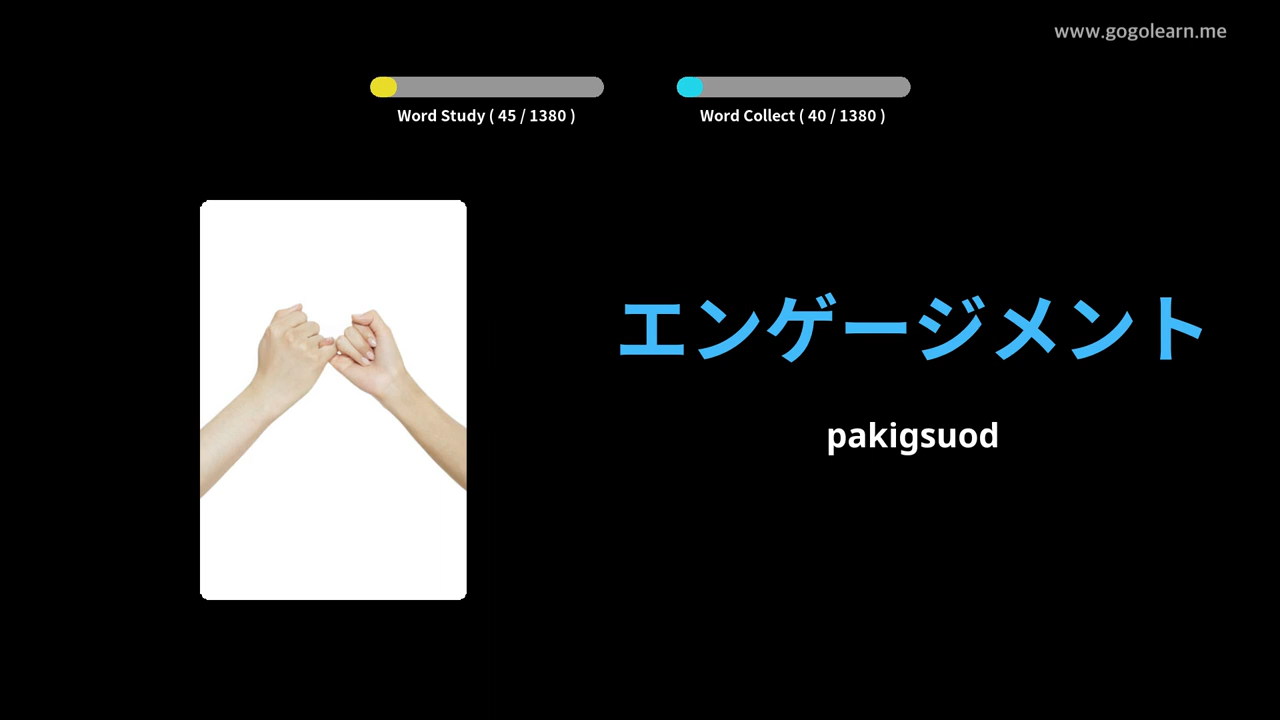 www.gogolearn.me
Word Study ( 45 / 1380 )
Word Collect ( 40 / 1380 )
エンゲージメント
pakigsuod